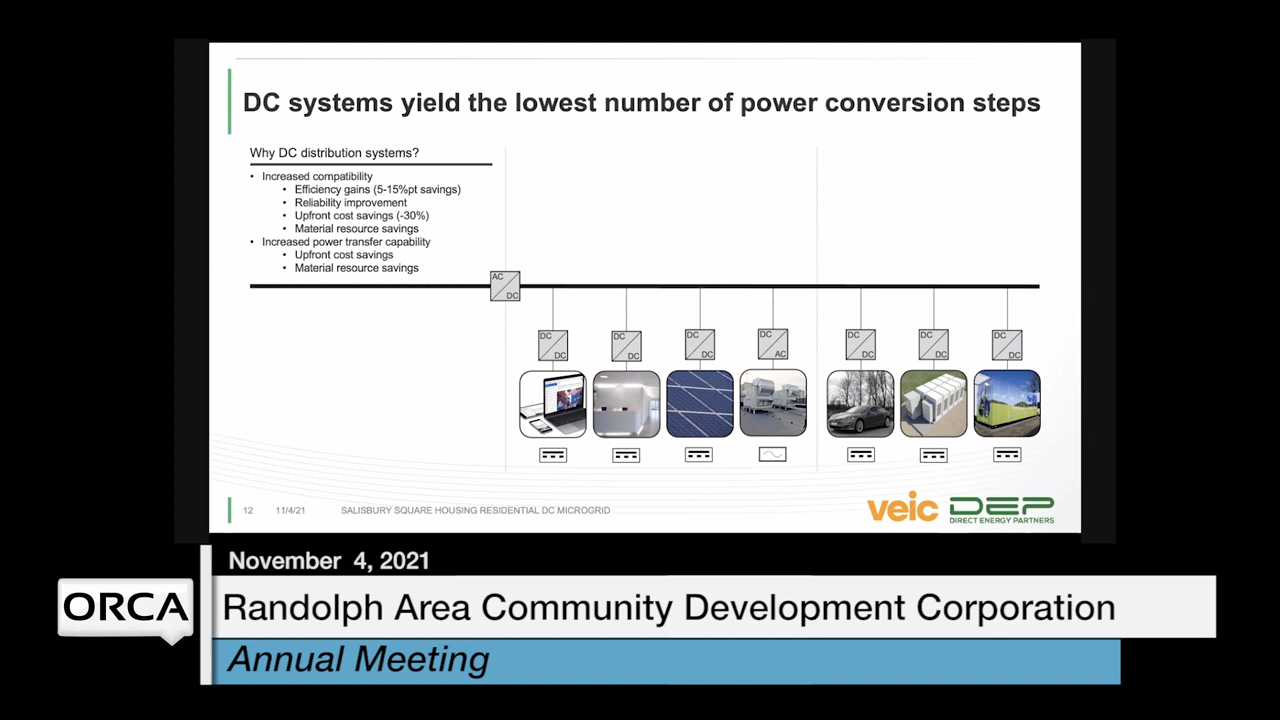 DC systems yield the lowest number of power conversion steps
Why DC distribution systems?
• Increased compatibility
• Efficiency gains (5-15%pt savings)
• Reliability improvement
• Upfront cost savings (-30%)
• Material resource savings
• Increased power transfer capability
• Upfront cost savings
• Material resource savings
AC
DC
DC
DC
DC
DC
DC
DC
DC
AC
DC
DC
DC
DC
DC
DC
12 11/4/21 SALISBURY SQUARE HOUSING RESIDENTIAL DC MICROGRID
veic
DEP
DIRECT ENERGY PARTNERS
November 4, 2021
ORCA
Randolph Area Community Development Corporation
Annual Meeting